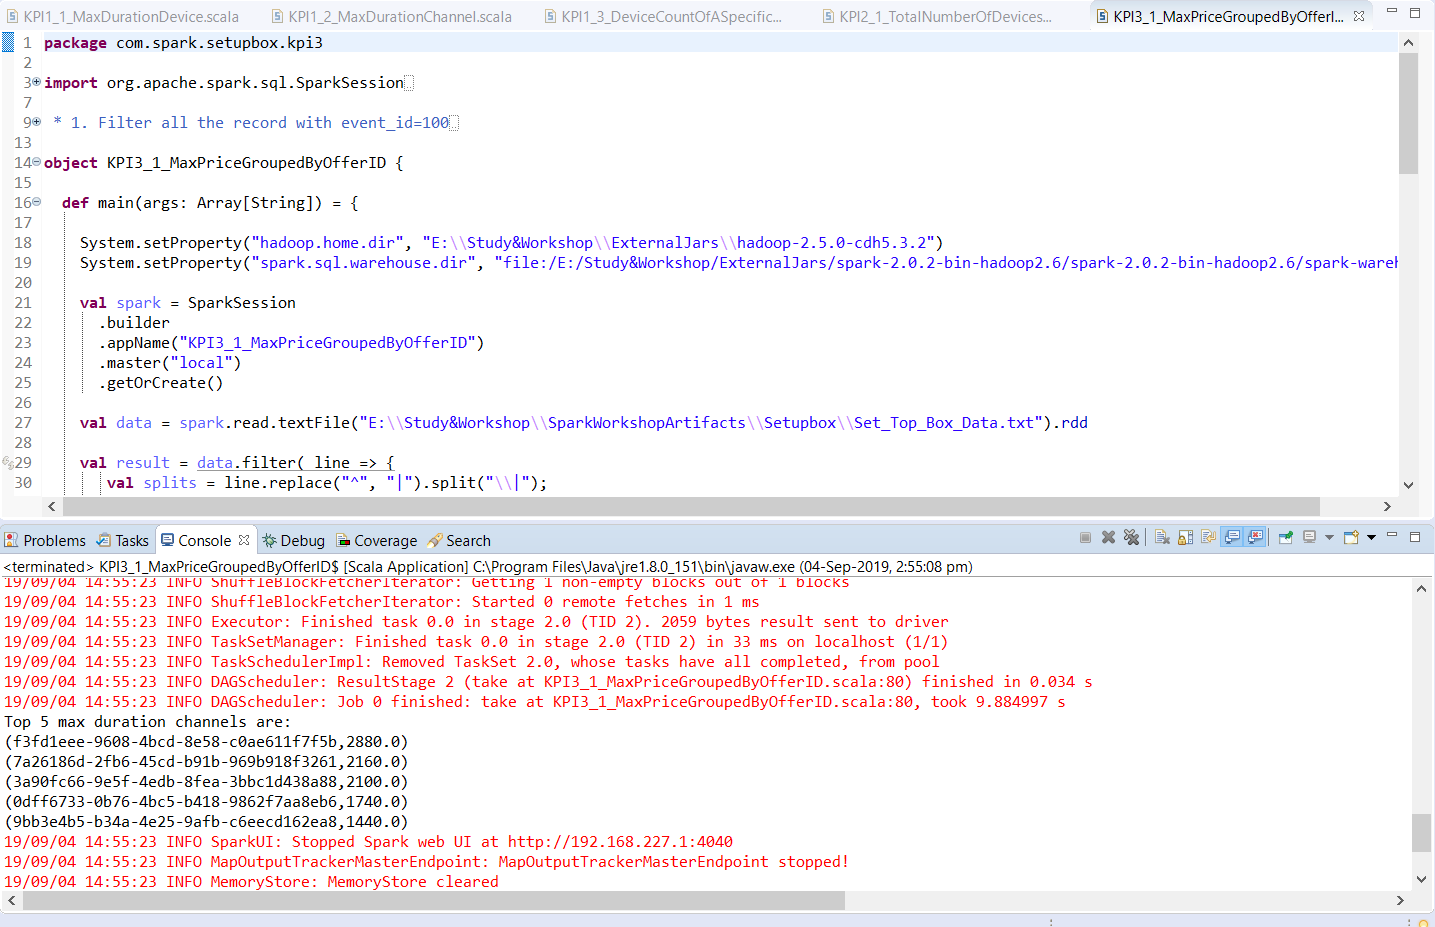 KPI1_1_MaxDurationDevice.scala
KPI1_2_MaxDurationChannel.scala
KPI1_3_DeviceCountOfASpecific...
KPI2_1_TotalNumberOfDevices...
KPI3_1_MaxPriceGroupedByOfferI...
1 package com.spark.setupbox.kpi3
2
3 import org.apache.spark.sql.SparkSession
7
9 * 1. Filter all the record with event_id=100
13
14 object KPI3_1_MaxPriceGroupedByOfferID {
15
16 def main(args: Array[String]) = {
17
18 System.setProperty("hadoop.home.dir", "E:\\Study&Workshop\\ExternalJars\\hadoop-2.5.0-cdh5.3.2")
19 System.setProperty("spark.sql.warehouse.dir", "file:/E:/Study&Workshop/ExternalJars/spark-2.0.2-bin-hadoop2.6/spark-2.0.2-bin-hadoop2.6/spark-wareh
20
21 val spark = SparkSession
22 .builder
23 .appName("KPI3_1_MaxPriceGroupedByOfferID")
24 .master("local")
25 .getOrCreate()
26
27 val data = spark.read.textFile("E:\\Study&Workshop\\SparkWorkshopArtifacts\\Setupbox\\Set_Top_Box_Data.txt").rdd
28
29 val result = data.filter( line => {
30 val splits = line.replace("^", "|").split("\\|");
Problems Tasks Console Debug Coverage Search
<terminated> KPI3_1_MaxPriceGroupedByOfferID$ [Scala Application] C:\Program Files\Java\jre1.8.0_151\bin\javaw.exe (04-Sep-2019, 2:55:08 pm)
19/09/04 14:55:23 INFO ShuffleBlockFetcherIterator: Getting 1 non-empty blocks out of 1 blocks
19/09/04 14:55:23 INFO ShuffleBlockFetcherIterator: Started 0 remote fetches in 1 ms
19/09/04 14:55:23 INFO Executor: Finished task 0.0 in stage 2.0 (TID 2). 2059 bytes result sent to driver
19/09/04 14:55:23 INFO TaskSetManager: Finished task 0.0 in stage 2.0 (TID 2) in 33 ms on localhost (1/1)
19/09/04 14:55:23 INFO TaskSchedulerImpl: Removed TaskSet 2.0, whose tasks have all completed, from pool
19/09/04 14:55:23 INFO DAGScheduler: ResultStage 2 (take at KPI3_1_MaxPriceGroupedByOfferID.scala:80) finished in 0.034 s
19/09/04 14:55:23 INFO DAGScheduler: Job 0 finished: take at KPI3_1_MaxPriceGroupedByOfferID.scala:80, took 9.884997 s
Top 5 max duration channels are:
(f3fd1eee-9608-4bcd-8e58-c0ae611f7f5b,2880.0)
(7a26186d-2fb6-45cd-b91b-969b918f3261,2160.0)
(3a90fc66-9e5f-4edb-8fea-3bbc1d438a88,2100.0)
(0dff6733-0b76-4bc5-b418-9862f7aa8eb6,1740.0)
(9bb3e4b5-b34a-4e25-9afb-c6eecd162ea8,1440.0)
19/09/04 14:55:23 INFO SparkUI: Stopped Spark web UI at http://192.168.227.1:4040
19/09/04 14:55:23 INFO MapOutputTrackerMasterEndpoint: MapOutputTrackerMasterEndpoint stopped!
19/09/04 14:55:23 INFO MemoryStore: MemoryStore cleared